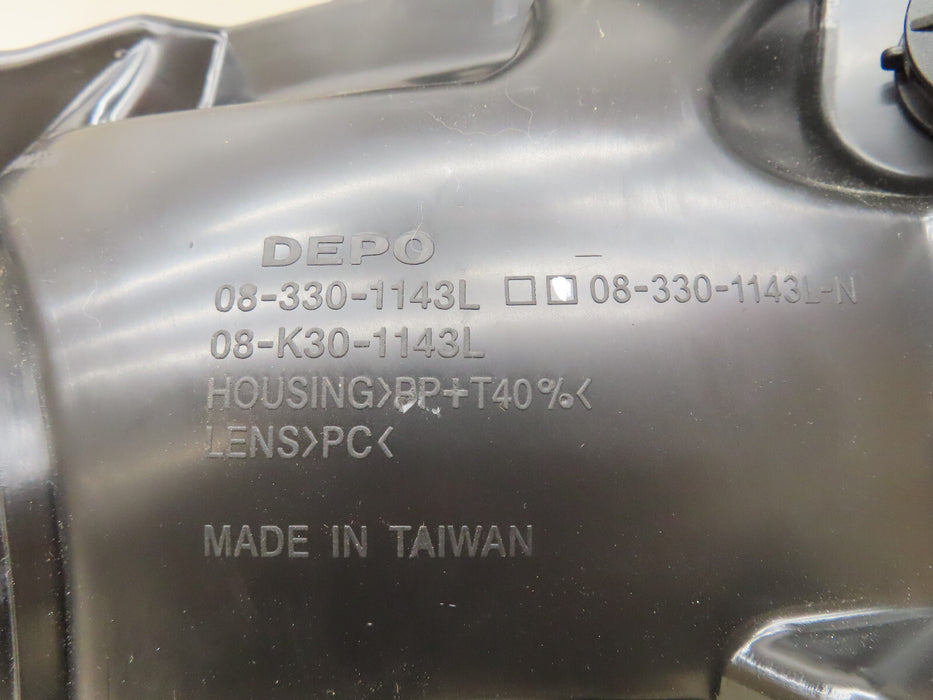 DEPO
08-330-1143L □□ 08-330-1143L-N
08-K30-1143L
HOUSING>PP+T40%<
LENS>PC<
MADE IN TAIWAN